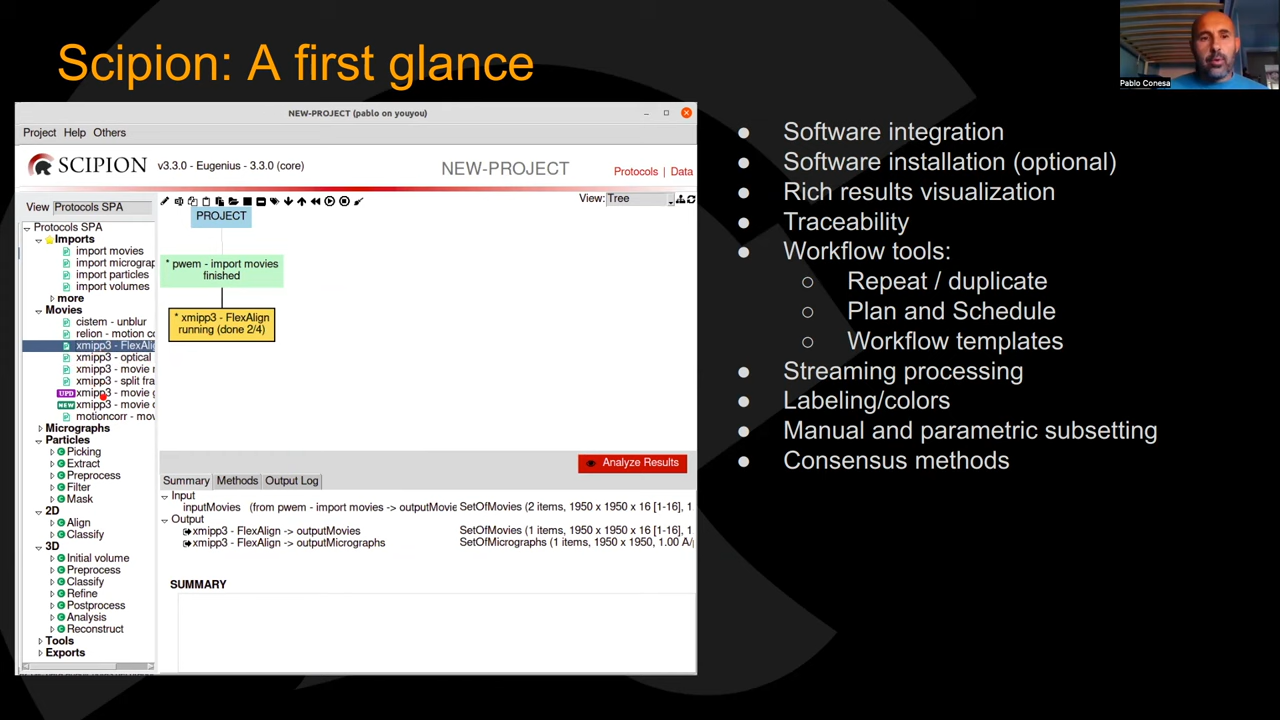 Scipion: A first glance
Pablo Conesa
NEW-PROJECT (pablo on youyou)
Project Help Others
SCIPION v3.3.0 - Eugenius - 3.3.0 (core) NEW-PROJECT Protocols | Data
View Protocols SPA
View: Tree
Protocols SPA
Imports
import movies
import microgra
import particles
import volumes
more
Movies
cistem - unblur
relion - motion co
xmipp3 - FlexAlig
xmipp3 - optical
xmipp3 - movie
xmipp3 - split fra
UPD xmipp3 - movie
NEW xmipp3 - movie
motioncorr - mov
Micrographs
Particles
Picking
Extract
Preprocess
Filter
Mask
2D
Align
Classify
3D
Initial volume
Preprocess
Classify
Refine
Postprocess
Analysis
Reconstruct
Tools
Exports
PROJECT
* pwem - import movies
finished
* xmipp3 - FlexAlign
running (done 2/4)
Analyze Results
Summary Methods Output Log
Input
inputMovies (from pwem - import movies -> outputMovie SetOfMovies (2 items, 1950 x 1950 x 16 [1-16], 1.
Output
xmipp3 - FlexAlign -> outputMovies SetOfMovies (1 items, 1950 x 1950 x 16 [1-16], 1
xmipp3 - FlexAlign -> outputMicrographs SetOfMicrographs (1 items, 1950 x 1950, 1.00 A/
SUMMARY
● Software integration
● Software installation (optional)
● Rich results visualization
● Traceability
● Workflow tools:
○ Repeat / duplicate
○ Plan and Schedule
○ Workflow templates
● Streaming processing
● Labeling/colors
● Manual and parametric subsetting
● Consensus methods